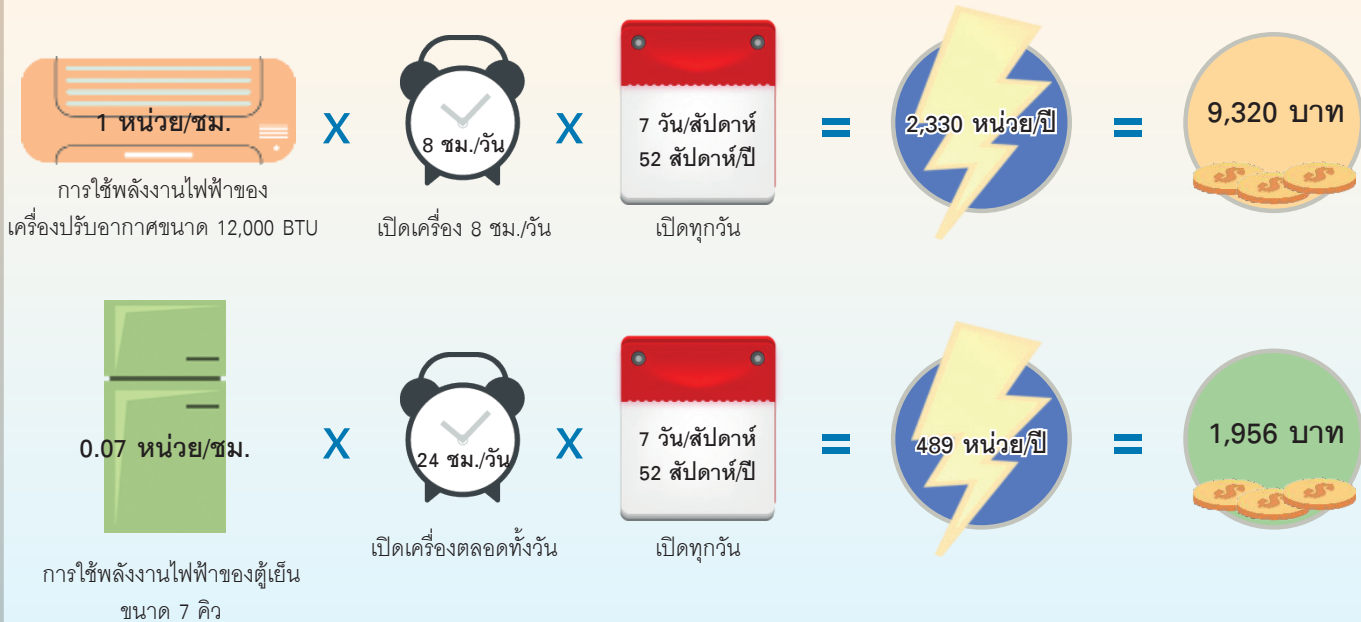 1 หน่วย/ชม.
X
8 ชม./วัน
X
7 วัน/สัปดาห์
52 สัปดาห์/ปี
=
2,330 หน่วย/ปี
=
9,320 บาท
การใช้พลังงานไฟฟ้าของ
เครื่องปรับอากาศขนาด 12,000 BTU
เปิดเครื่อง 8 ชม./วัน
เปิดทุกวัน
0.07 หน่วย/ชม.
X
24 ชม./วัน
X
7 วัน/สัปดาห์
52 สัปดาห์/ปี
=
489 หน่วย/ปี
=
1,956 บาท
การใช้พลังงานไฟฟ้าของตู้เย็น
ขนาด 7 คิว
เปิดเครื่องตลอดทั้งวัน
เปิดทุกวัน